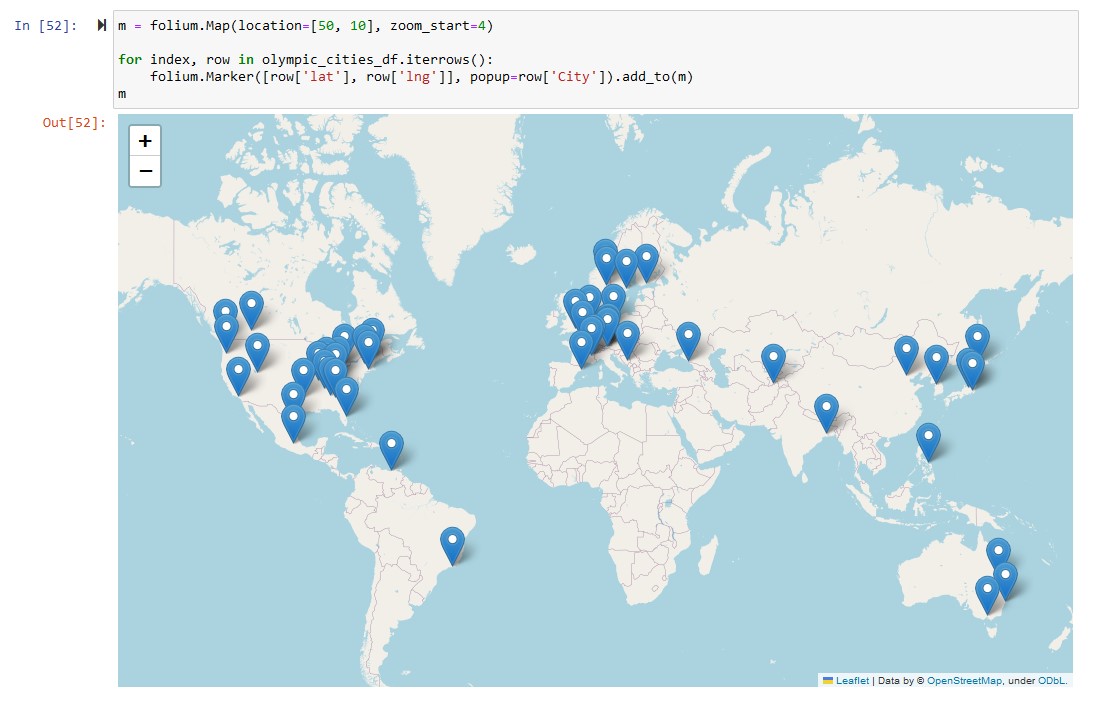 In [52]:
m = folium.Map(location=[50, 10], zoom_start=4)
for index, row in olympic_cities_df.iterrows():
    folium.Marker([row['lat'], row['lng']], popup=row['City']).add_to(m)
m
Out[52]:
+
−
Leaflet | Data by © OpenStreetMap, under ODbL.